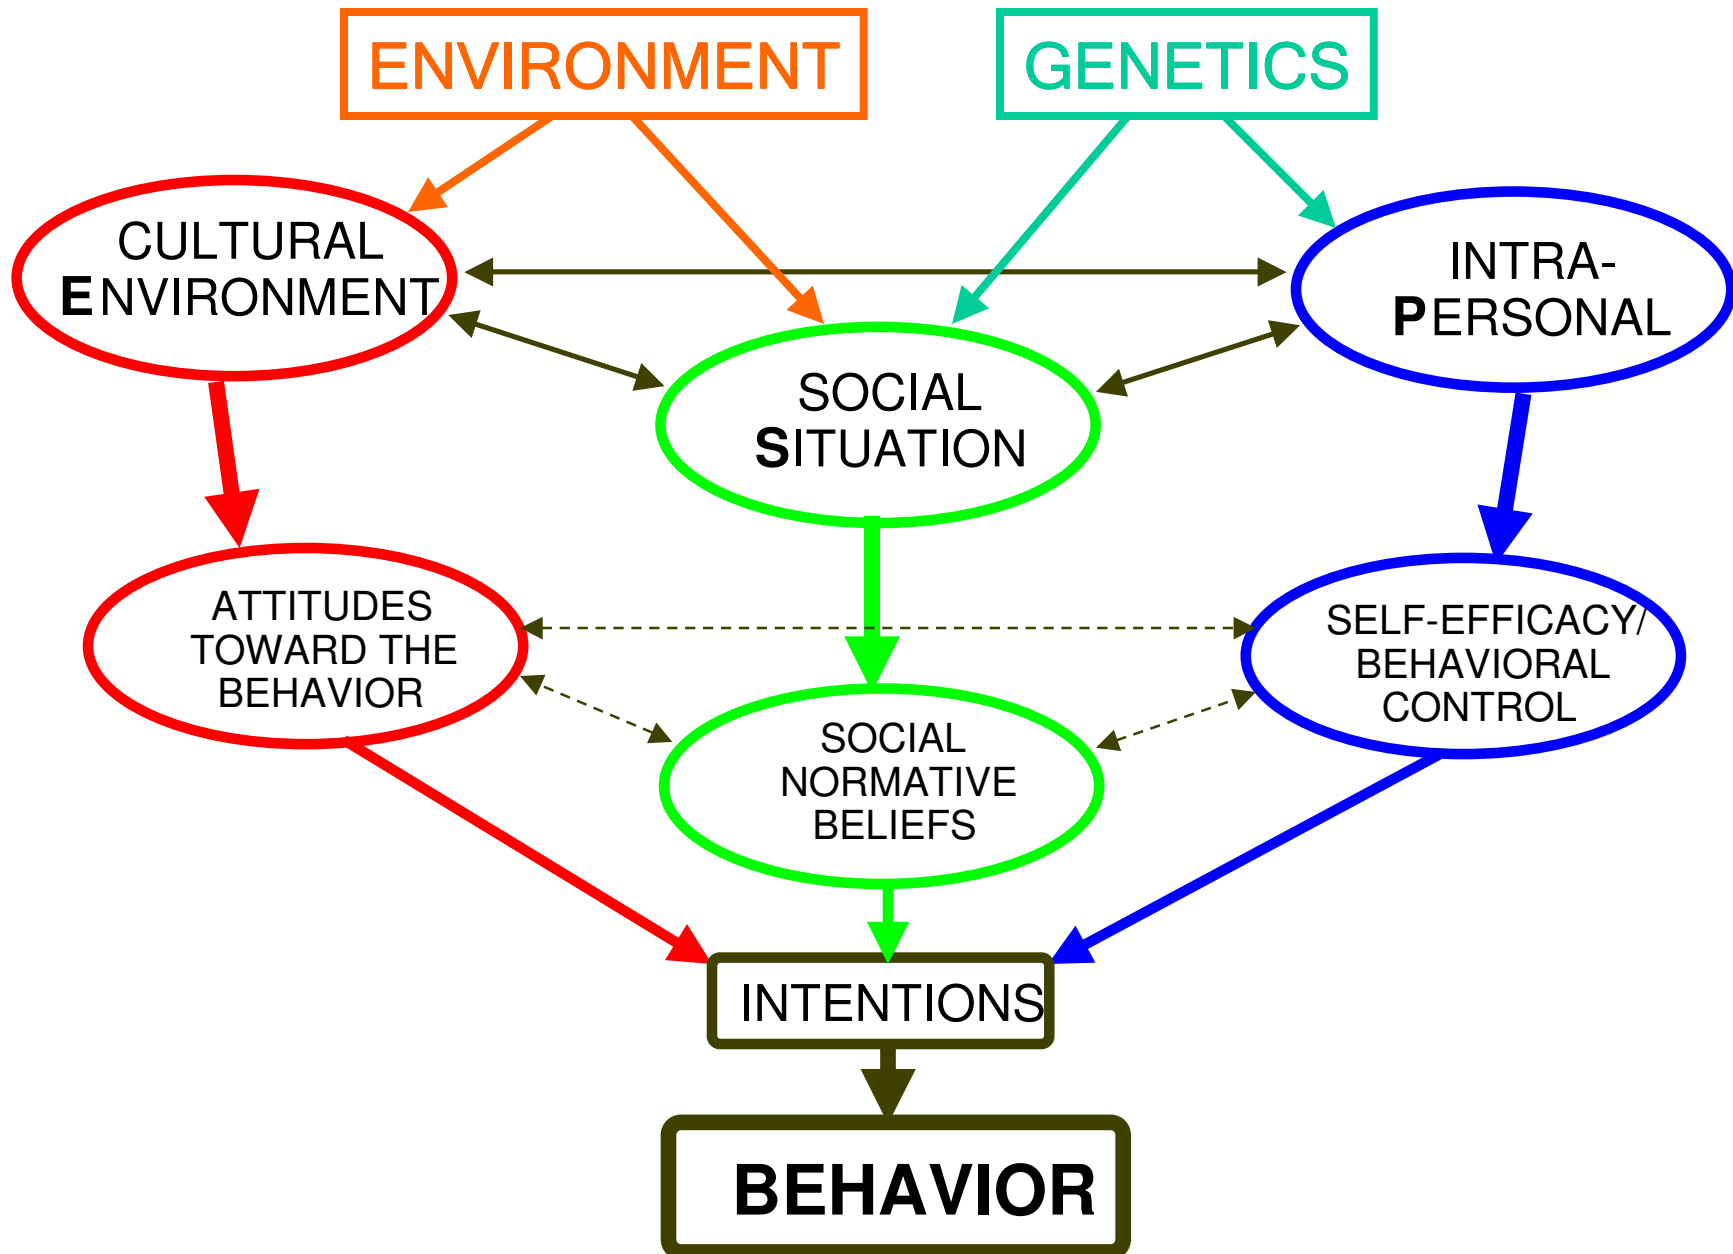 ENVIRONMENT
GENETICS
CULTURAL
ENVIRONMENT
INTRA-
PERSONAL
SOCIAL
SITUATION
ATTITUDES
TOWARD THE
BEHAVIOR
SELF-EFFICACY/
BEHAVIORAL
CONTROL
SOCIAL
NORMATIVE
BELIEFS
INTENTIONS
BEHAVIOR